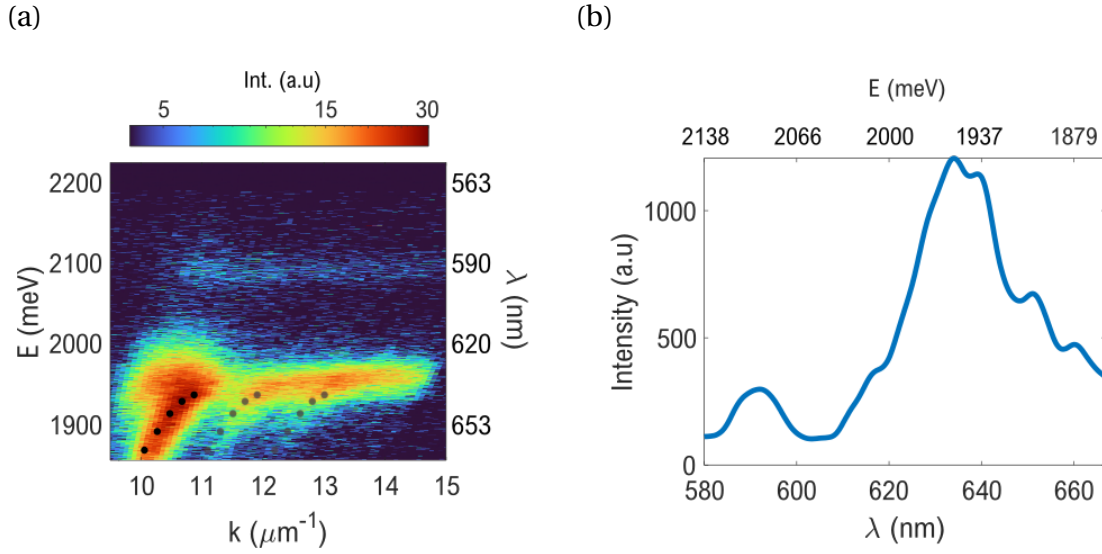 (a)
(b)
Int. (a.u)
5 15 30
2200
2100
2000
1900
E (meV)
563
590
620
653
λ (nm)
10 11 12 13 14 15
k (μm⁻¹)
E (meV)
2138 2066 2000 1937 1879
1000
500
0
Intensity (a.u)
580 600 620 640 660
λ (nm)